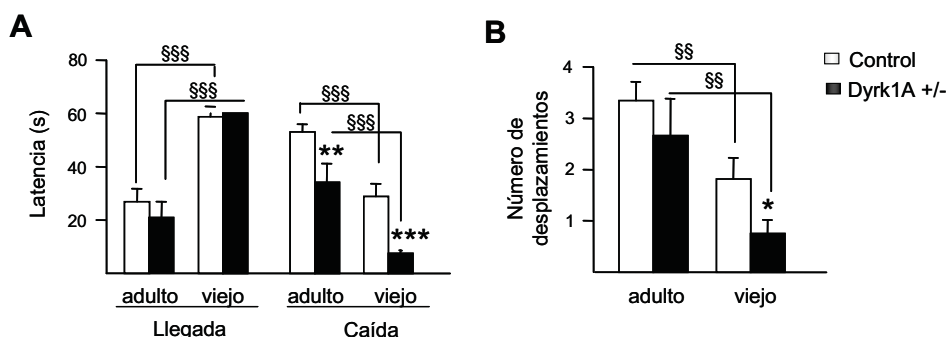 A
Latencia (s)
80
60
40
20
§§§
§§§
§§§
§§§
**
***
adulto viejo adulto viejo
Llegada Caída
B
Número de
desplazamientos
4
3
2
1
§§
§§
*
adulto viejo
Control
Dyrk1A +/-